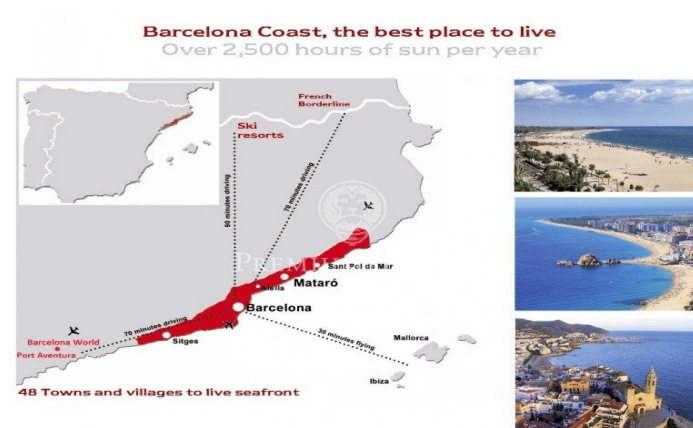 Barcelona Coast, the best place to live
Over 2,500 hours of sun per year
French
Borderline
Ski
resorts
90 minutes driving
70 minutes driving
Sant Pol de Mar
Mataró
Alella
Barcelona
70 minutes driving
Sitges
Barcelona World
Port Aventura
30 minutes flying
Mallorca
Ibiza
48 Towns and villages to live seafront